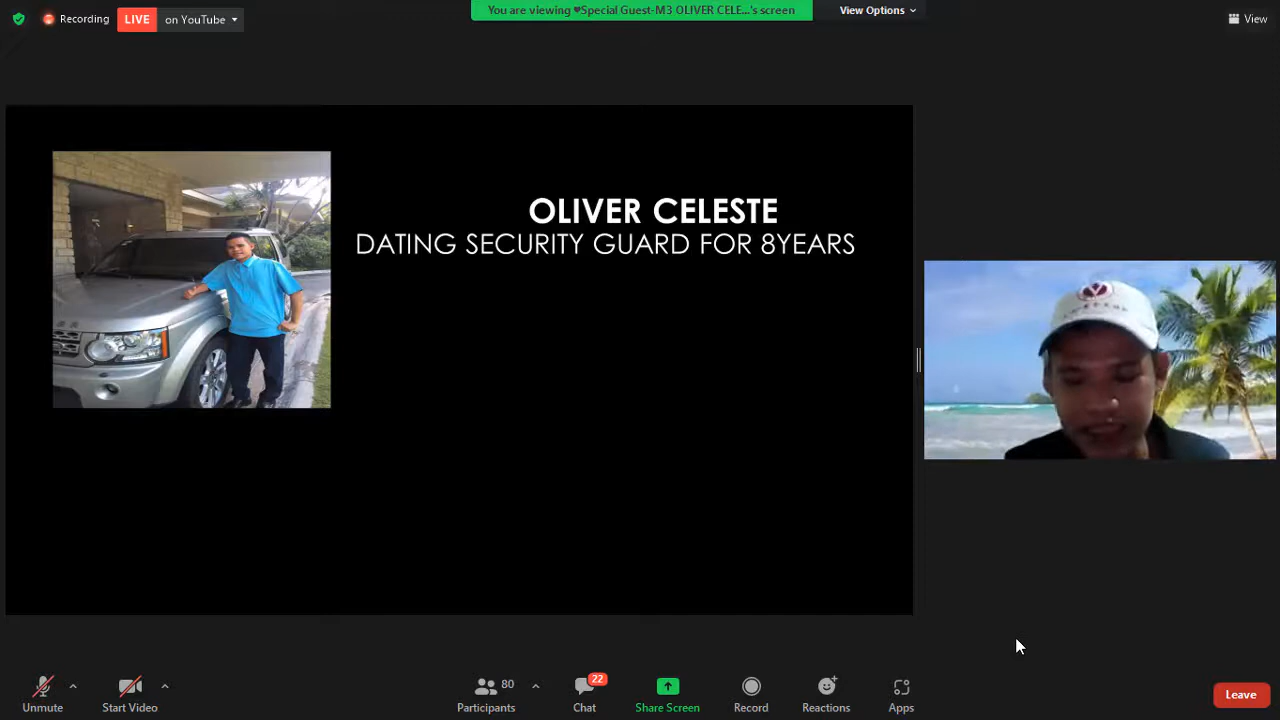 Recording
LIVE
on YouTube
You are viewing ♥Special Guest-M3 OLIVER CELE...'s screen
View Options
View
OLIVER CELESTE
DATING SECURITY GUARD FOR 8YEARS
Unmute
Start Video
80
Participants
22
Chat
Share Screen
Record
Reactions
Apps
Leave